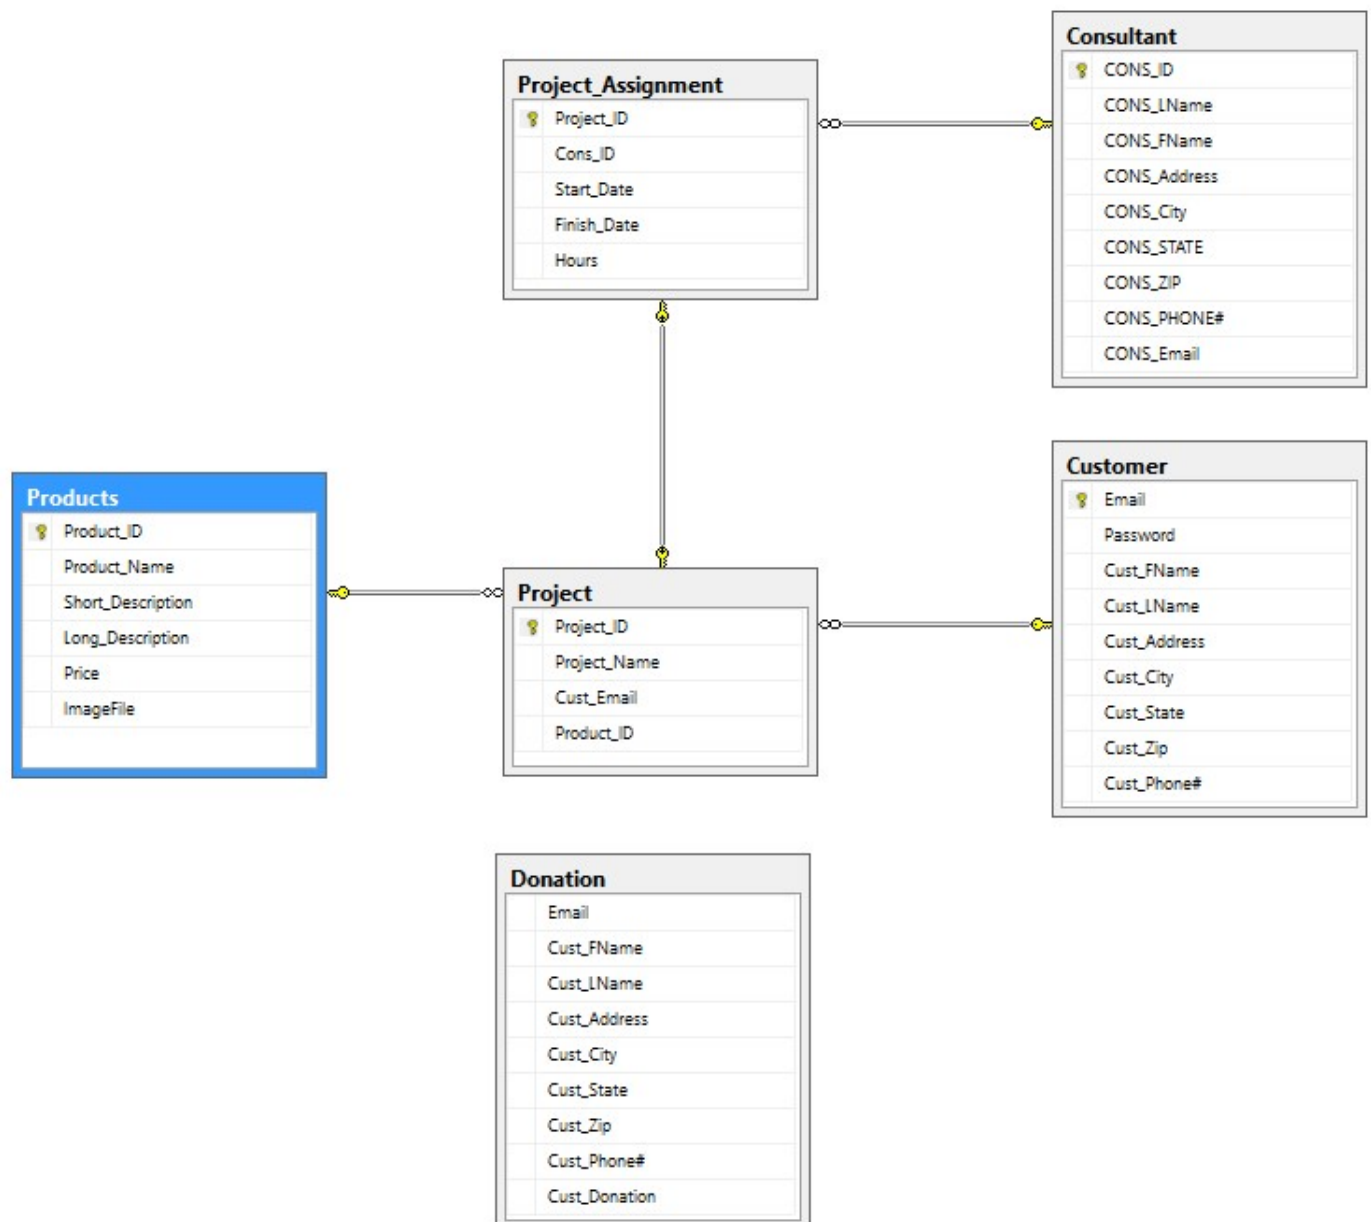 Consultant
CONS_ID
CONS_LName
CONS_FName
CONS_Address
CONS_City
CONS_STATE
CONS_ZIP
CONS_PHONE#
CONS_Email
Project_Assignment
Project_ID
Cons_ID
Start_Date
Finish_Date
Hours
Products
Product_ID
Product_Name
Short_Description
Long_Description
Price
ImageFile
Project
Project_ID
Project_Name
Cust_Email
Product_ID
Customer
Email
Password
Cust_FName
Cust_LName
Cust_Address
Cust_City
Cust_State
Cust_Zip
Cust_Phone#
Donation
Email
Cust_FName
Cust_LName
Cust_Address
Cust_City
Cust_State
Cust_Zip
Cust_Phone#
Cust_Donation